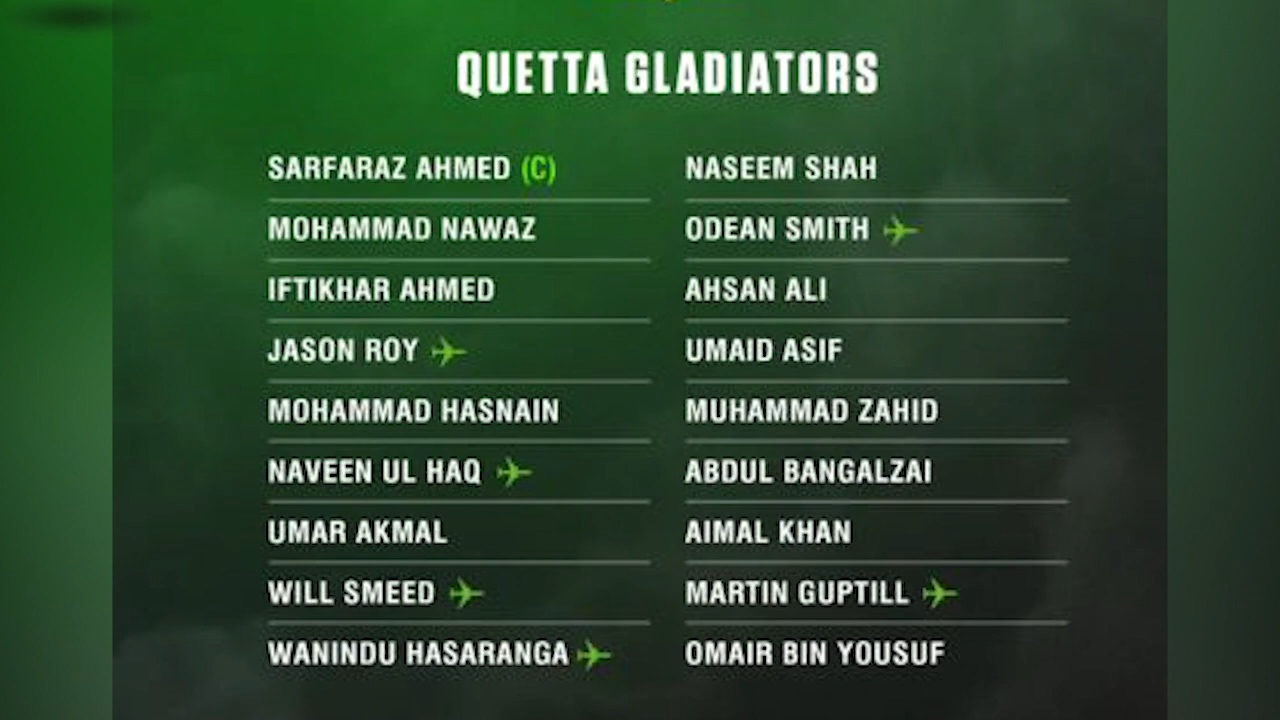 QUETTA GLADIATORS
SARFARAZ AHMED (C)
MOHAMMAD NAWAZ
IFTIKHAR AHMED
JASON ROY
MOHAMMAD HASNAIN
NAVEEN UL HAQ
UMAR AKMAL
WILL SMEED
WANINDU HASARANGA
NASEEM SHAH
ODEAN SMITH
AHSAN ALI
UMAID ASIF
MUHAMMAD ZAHID
ABDUL BANGALZAI
AIMAL KHAN
MARTIN GUPTILL
OMAIR BIN YOUSUF